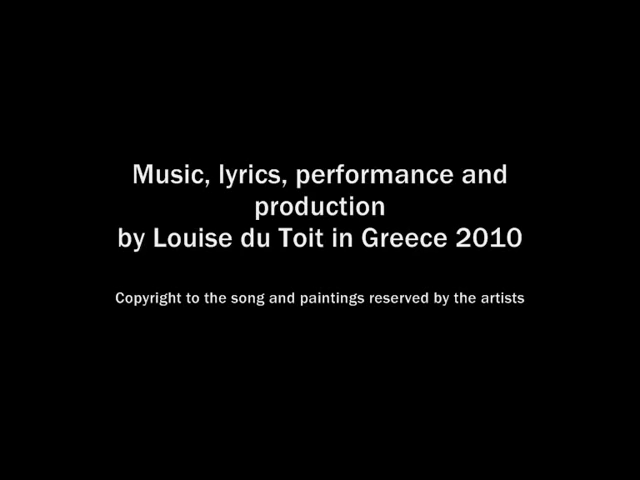 Music, lyrics, performance and
production
by Louise du Toit in Greece 2010
Copyright to the song and paintings reserved by the artists